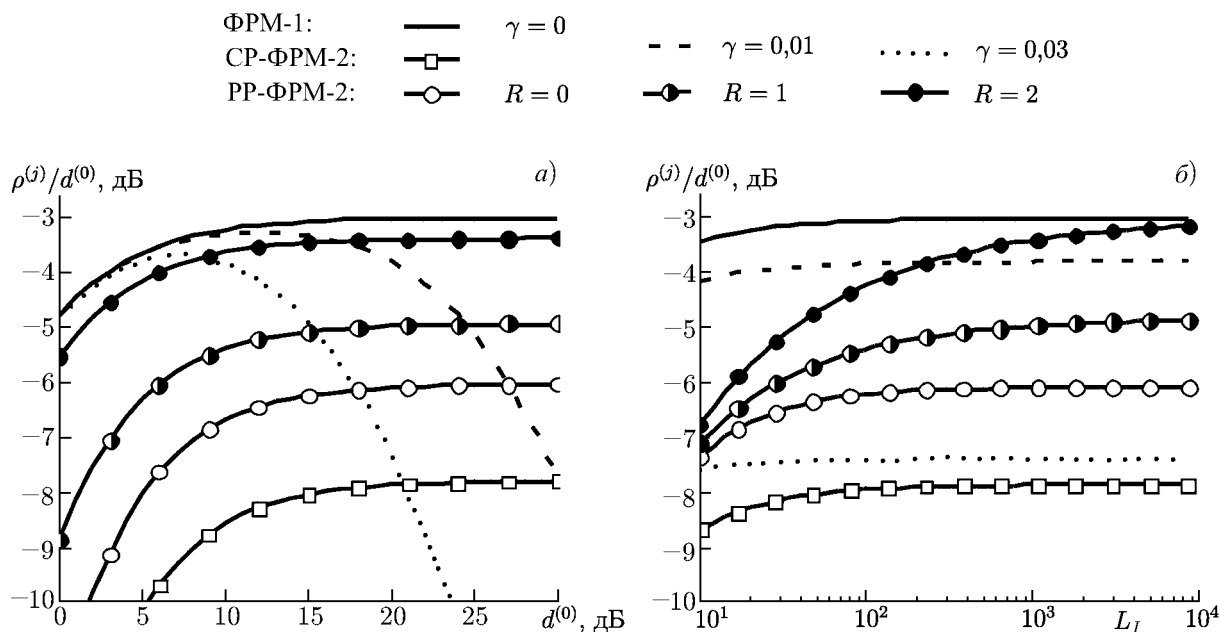 ФРМ-1: γ = 0
СР-ФРМ-2: γ = 0,01 γ = 0,03
РР-ФРМ-2: R = 0 R = 1 R = 2
ρ^(j)/d^(0), дБ а)
−3
−4
−5
−6
−7
−8
−9
−10
0 5 10 15 20 25 d^(0), дБ
ρ^(j)/d^(0), дБ б)
−3
−4
−5
−6
−7
−8
−9
−10
10^1 10^2 10^3 L_I 10^4